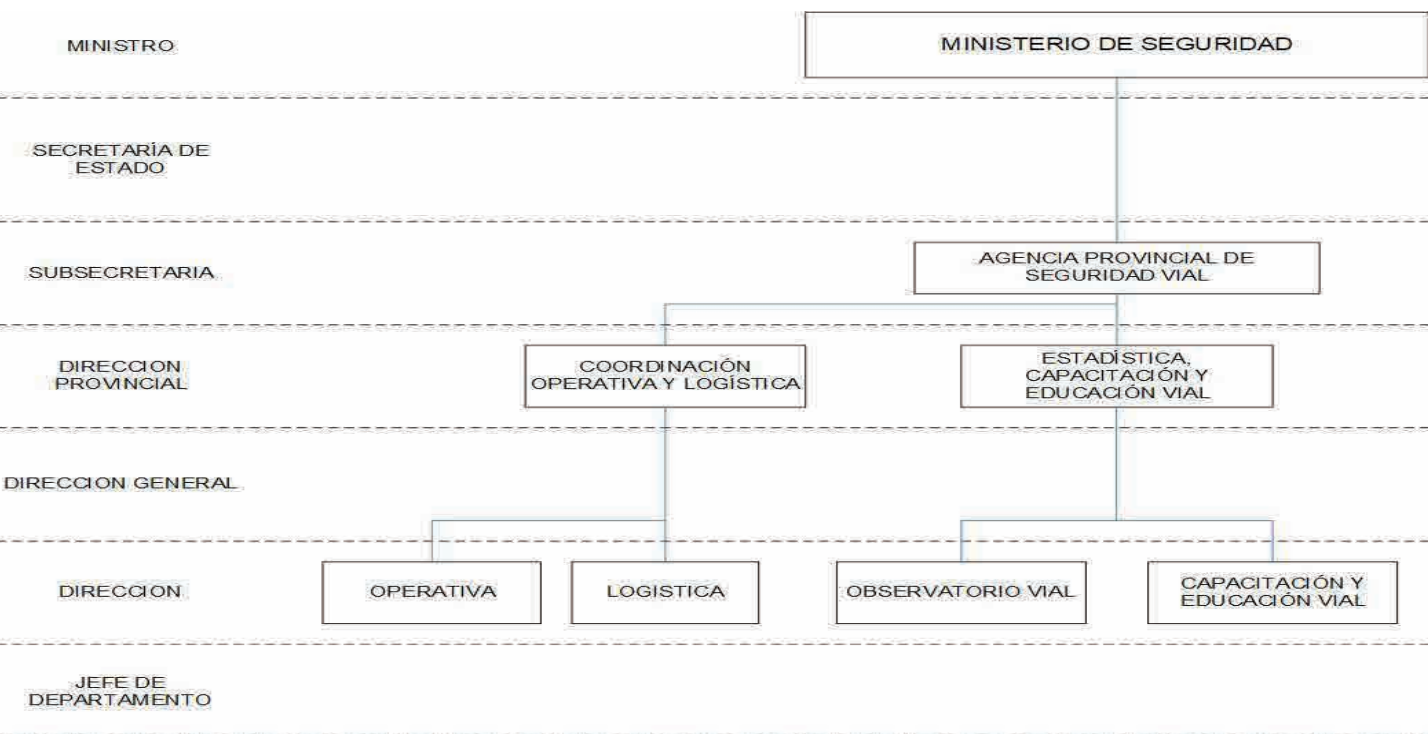 MINISTRO
MINISTERIO DE SEGURIDAD
SECRETARÍA DE
ESTADO
SUBSECRETARIA
AGENCIA PROVINCIAL DE
SEGURIDAD VIAL
DIRECCION
PROVINCIAL
COORDINACIÓN
OPERATIVA Y LOGÍSTICA
ESTADÍSTICA,
CAPACITACIÓN Y
EDUCACIÓN VIAL
DIRECCION GENERAL
DIRECCION
OPERATIVA
LOGISTICA
OBSERVATORIO VIAL
CAPACITACIÓN Y
EDUCACIÓN VIAL
JEFE DE
DEPARTAMENTO